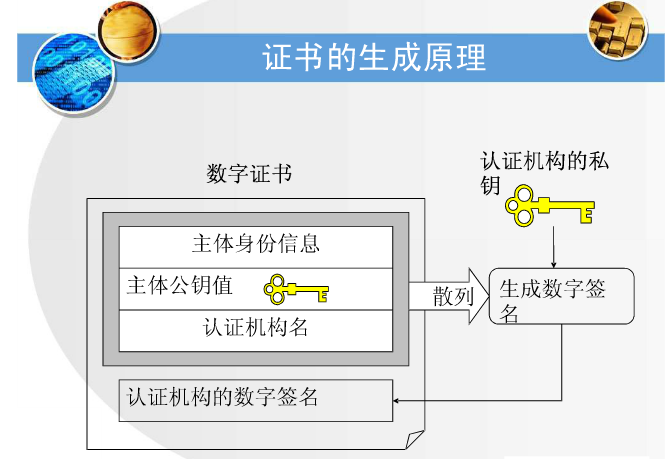 证书的生成原理
数字证书
认证机构的私
钥
主体身份信息
主体公钥值
认证机构名
散列
生成数字签
名
认证机构的数字签名